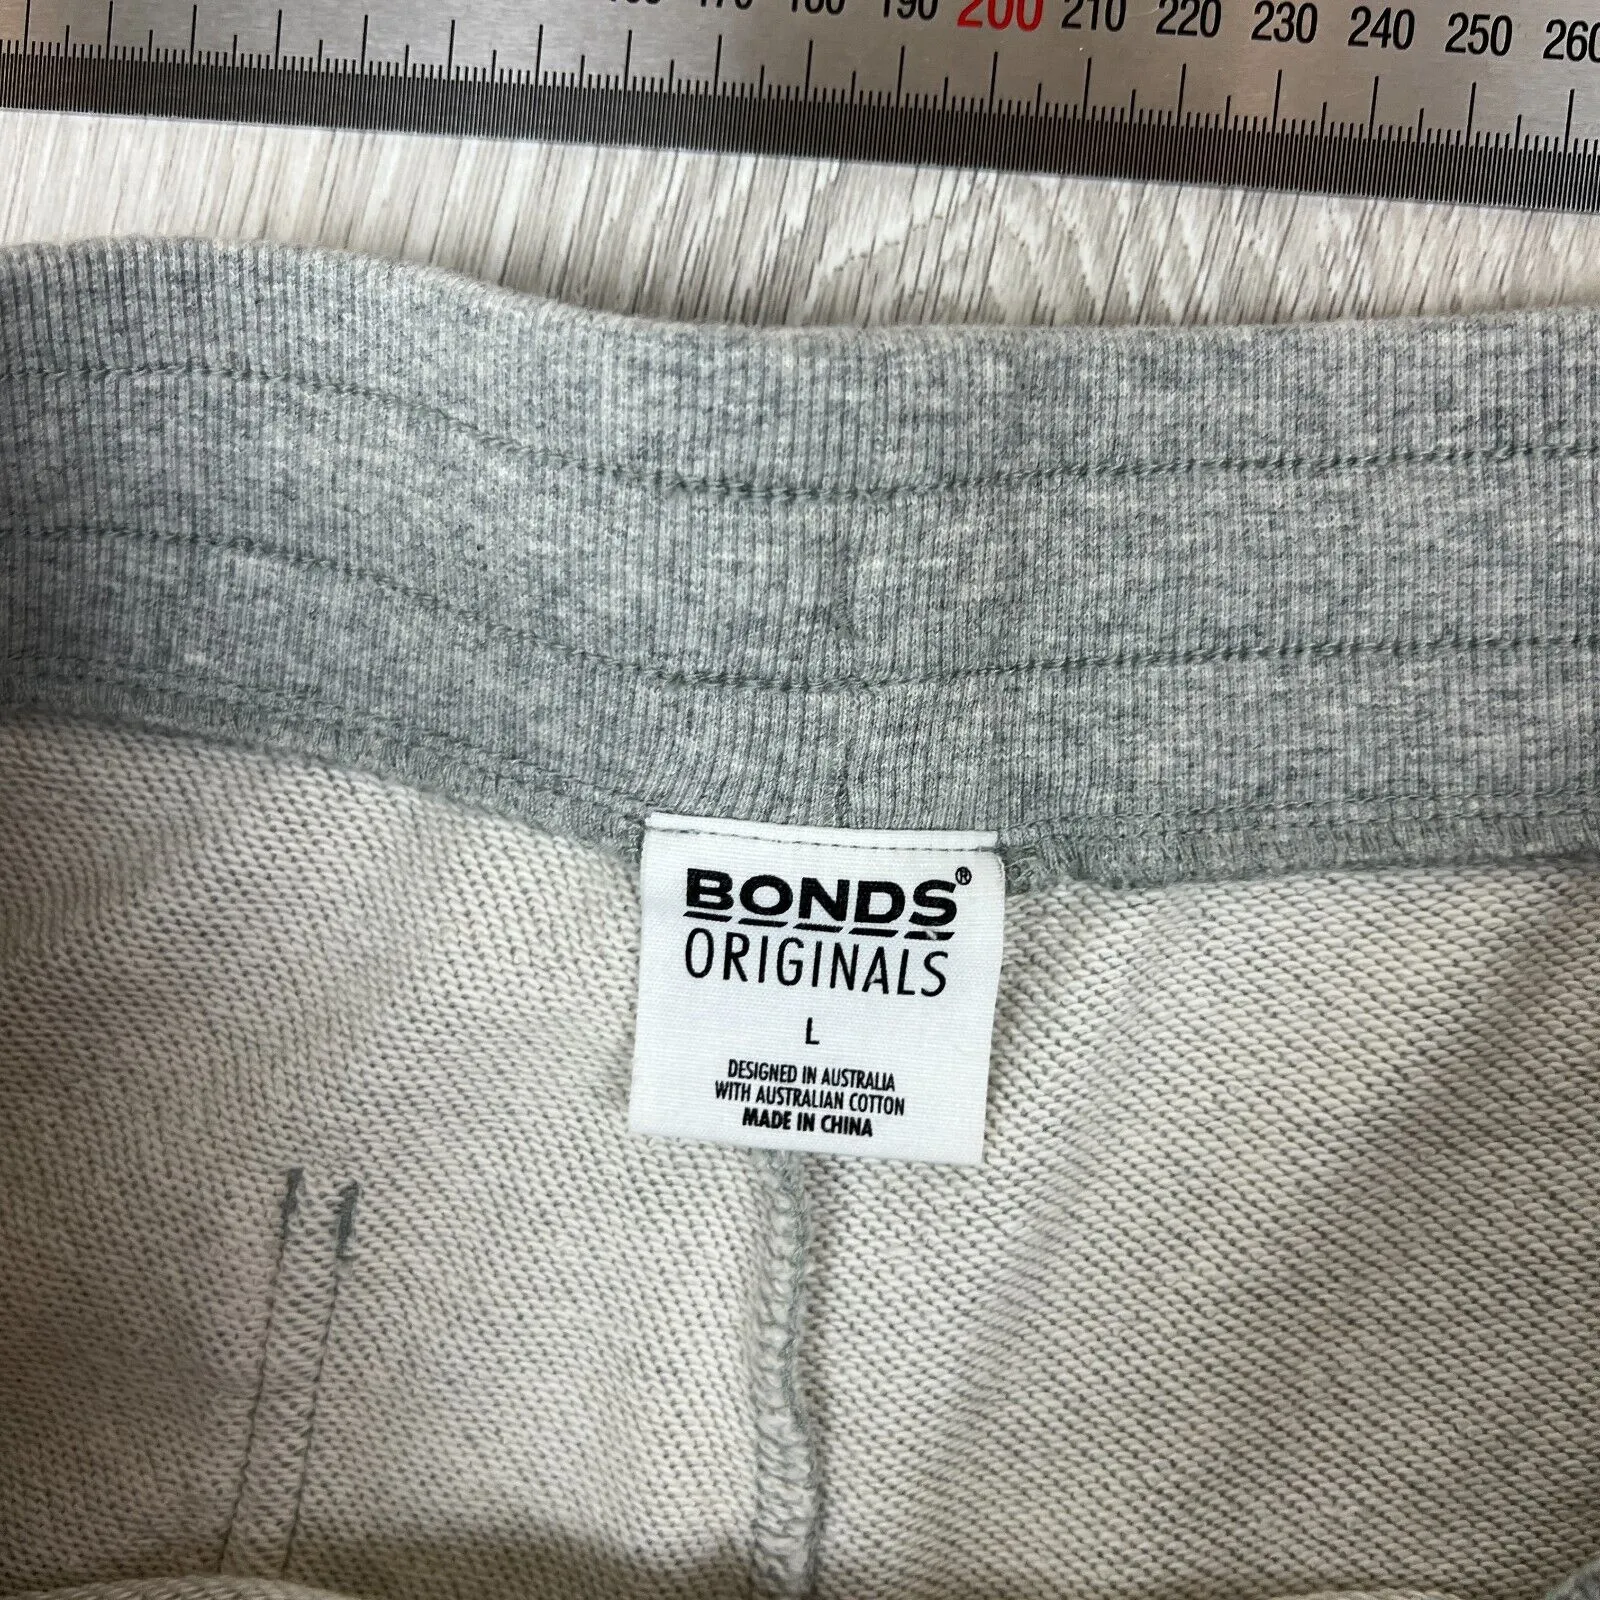 170 180 190 200 210 220 230 240 250 260
BONDS®
ORIGINALS
L
DESIGNED IN AUSTRALIA
WITH AUSTRALIAN COTTON
MADE IN CHINA